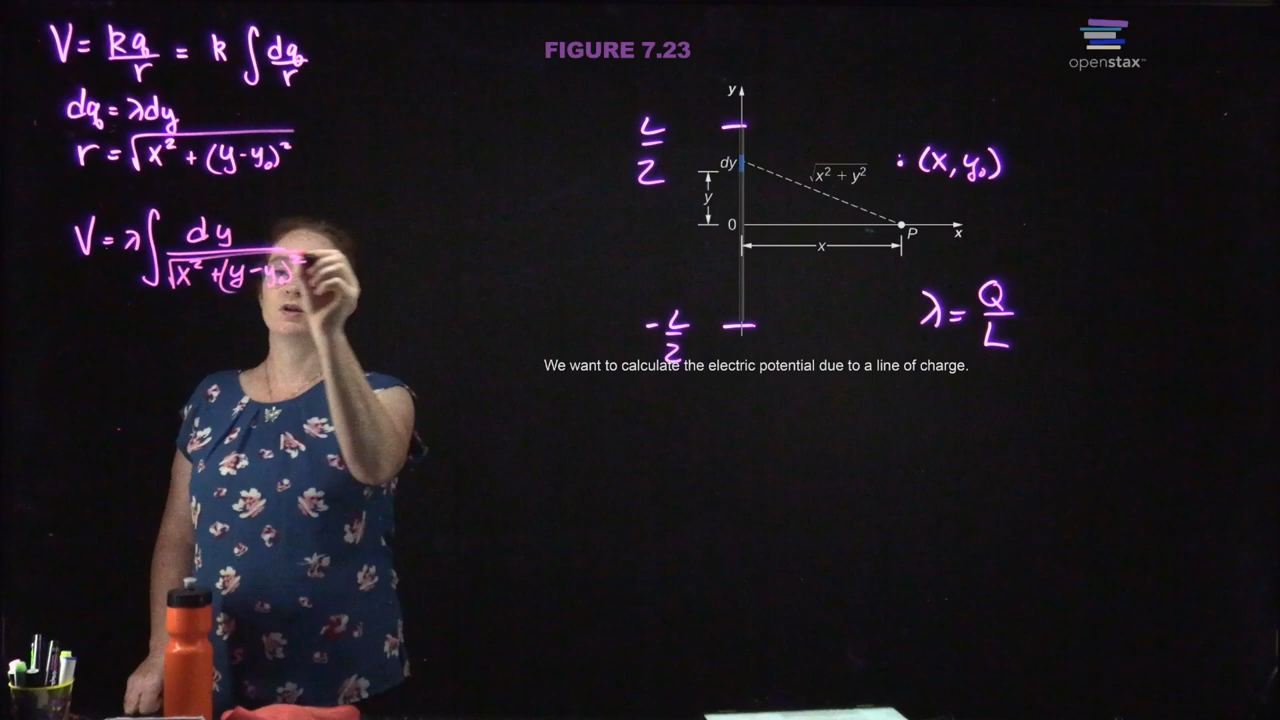 V = kq/r = k ∫ dq/r
dq = λdy
r = √x² + (y-y₀)²
V = λ ∫ dy/√x² + (y-y₀)²
FIGURE 7.23
openstax™
y
L/2
dy
√x² + y²
: (x, y₀)
y
0
P
x
x
-L/2
λ = Q/L
We want to calculate the electric potential due to a line of charge.